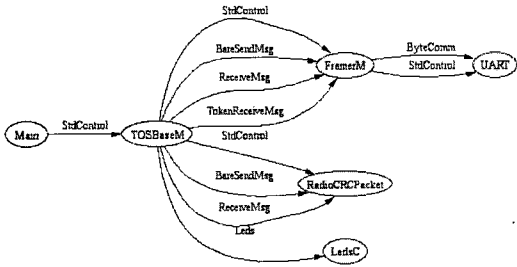 StdControl
BareSendMsg
ReceiveMsg
TokenReceiveMsg
FramerM
ByteComm
StdControl
UART
Main
StdControl
TOSBaseM
StdControl
BareSendMsg
ReceiveMsg
Leds
RadioCRCPacket
LedsC